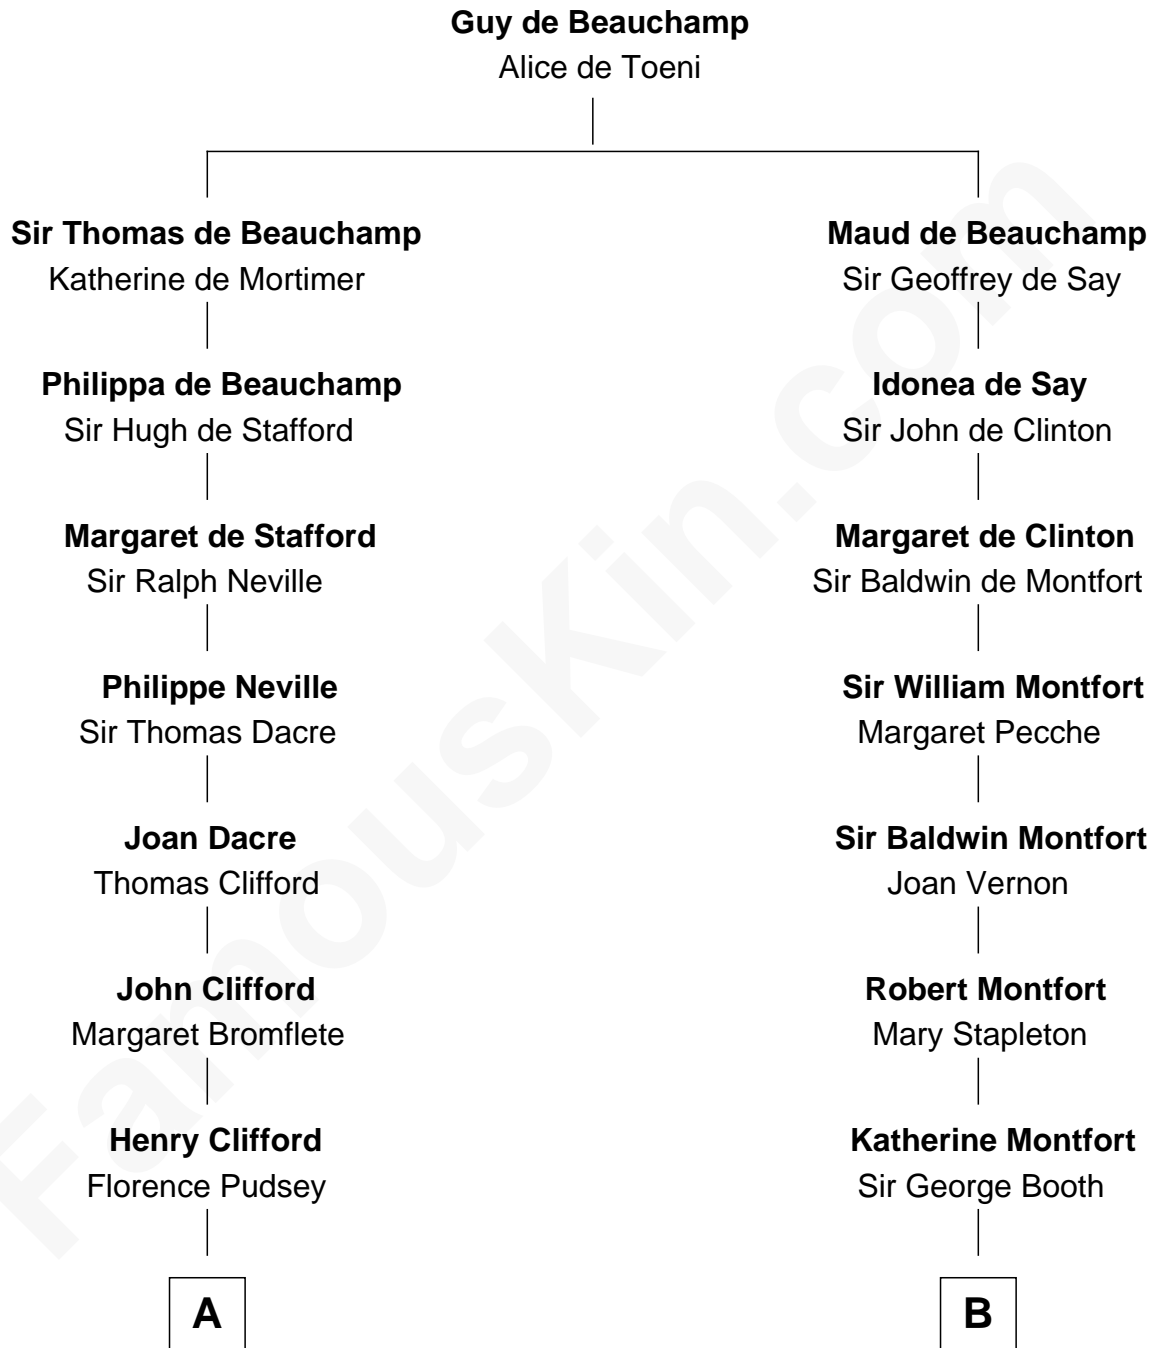 Guy de Beauchamp
Alice de Toeni
Sir Thomas de Beauchamp
Katherine de Mortimer
Maud de Beauchamp
Sir Geoffrey de Say
Philippa de Beauchamp
Sir Hugh de Stafford
Idonea de Say
Sir John de Clinton
Margaret de Stafford
Sir Ralph Neville
Margaret de Clinton
Sir Baldwin de Montfort
Philippe Neville
Sir Thomas Dacre
Sir William Montfort
Margaret Pecche
Joan Dacre
Thomas Clifford
Sir Baldwin Montfort
Joan Vernon
John Clifford
Margaret Bromflete
Robert Montfort
Mary Stapleton
Henry Clifford
Florence Pudsey
Katherine Montfort
Sir George Booth
A
B
FamousKin.com